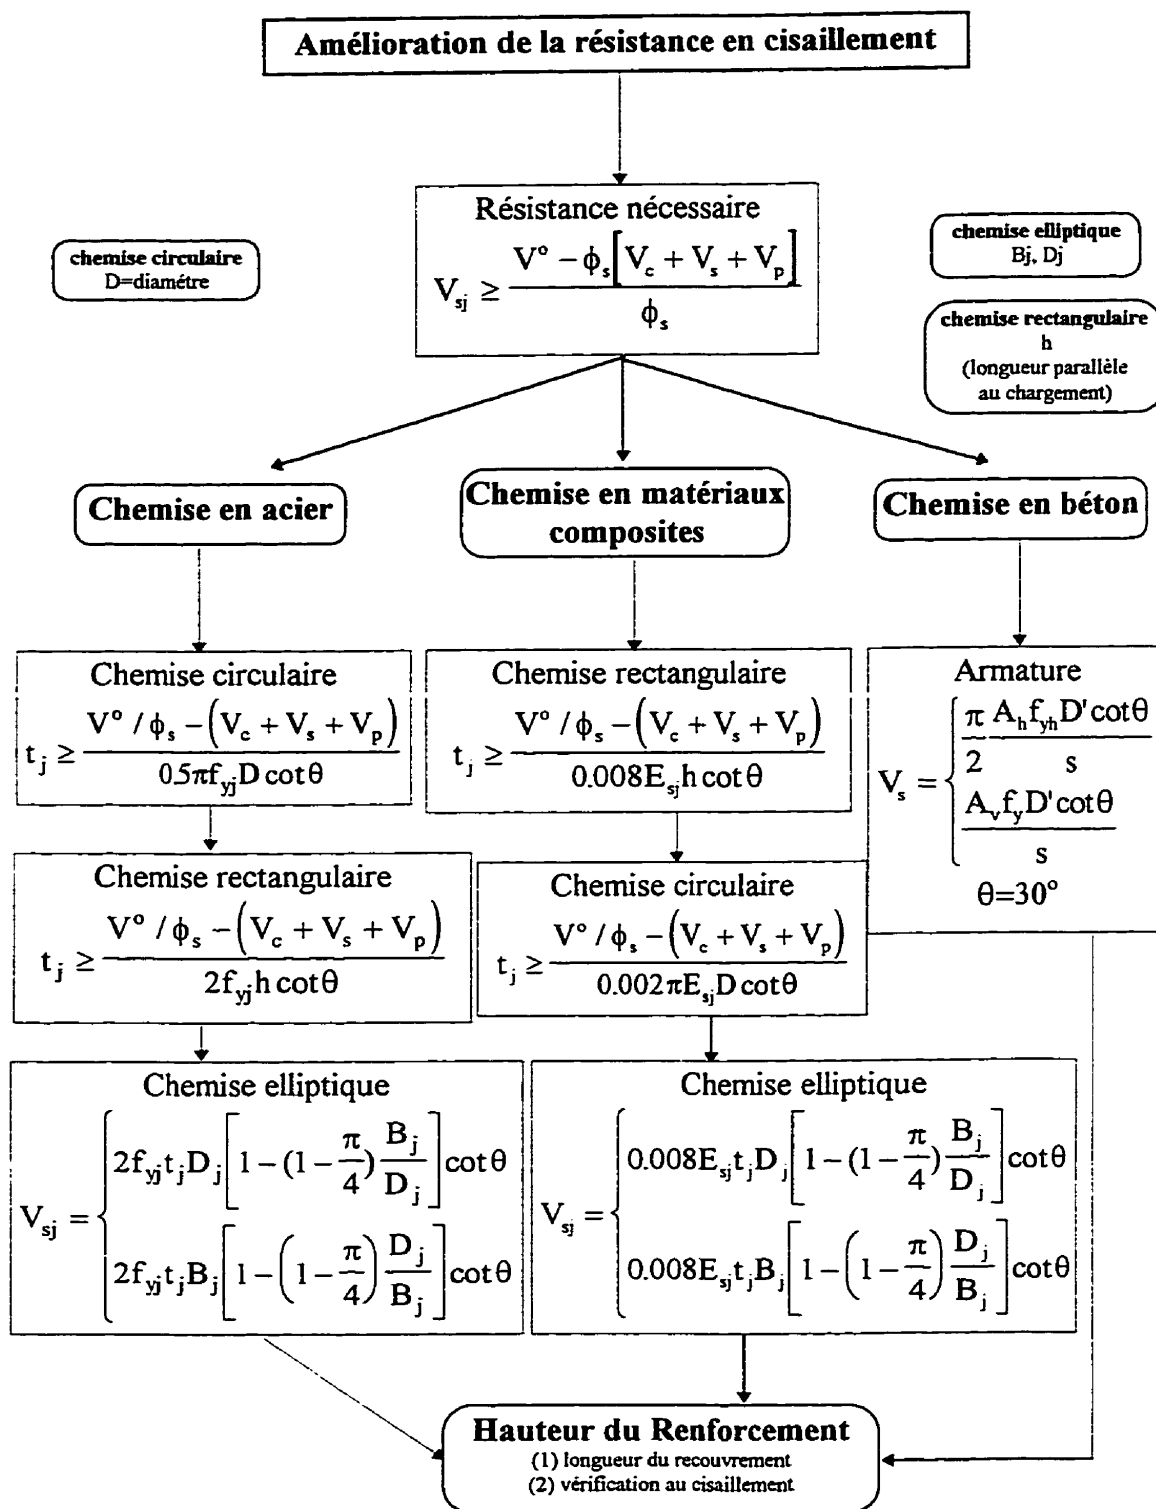 Amélioration de la résistance en cisaillement
Résistance nécessaire
V_sj ≥ (V° − ϕ_s[V_c + V_s + V_p]) / ϕ_s
chemise circulaire
D=diamétre
chemise elliptique
Bj, Dj
chemise rectangulaire
h
(longueur parallèle
au chargement)
Chemise en acier
Chemise en matériaux
composites
Chemise en béton
Chemise circulaire
t_j ≥ (V° / ϕ_s − (V_c + V_s + V_p)) / (0.5πf_yj D cotθ)
Chemise rectangulaire
t_j ≥ (V° / ϕ_s − (V_c + V_s + V_p)) / (2f_yj h cotθ)
Chemise elliptique
V_sj = { 2f_yj t_j D_j [1 − (1 − π/4) B_j/D_j] cotθ
2f_yj t_j B_j [1 − (1 − π/4) D_j/B_j] cotθ
Chemise rectangulaire
t_j ≥ (V° / ϕ_s − (V_c + V_s + V_p)) / (0.008E_sj h cotθ)
Chemise circulaire
t_j ≥ (V° / ϕ_s − (V_c + V_s + V_p)) / (0.002πE_sj D cotθ)
Chemise elliptique
V_sj = { 0.008E_sj t_j D_j [1 − (1 − π/4) B_j/D_j] cotθ
0.008E_sj t_j B_j [1 − (1 − π/4) D_j/B_j] cotθ
Armature
V_s = { π/2 A_h f_yh D' cotθ / s
A_v f_y D' cotθ / s
θ=30°
Hauteur du Renforcement
(1) longueur du recouvrement
(2) vérification au cisaillement